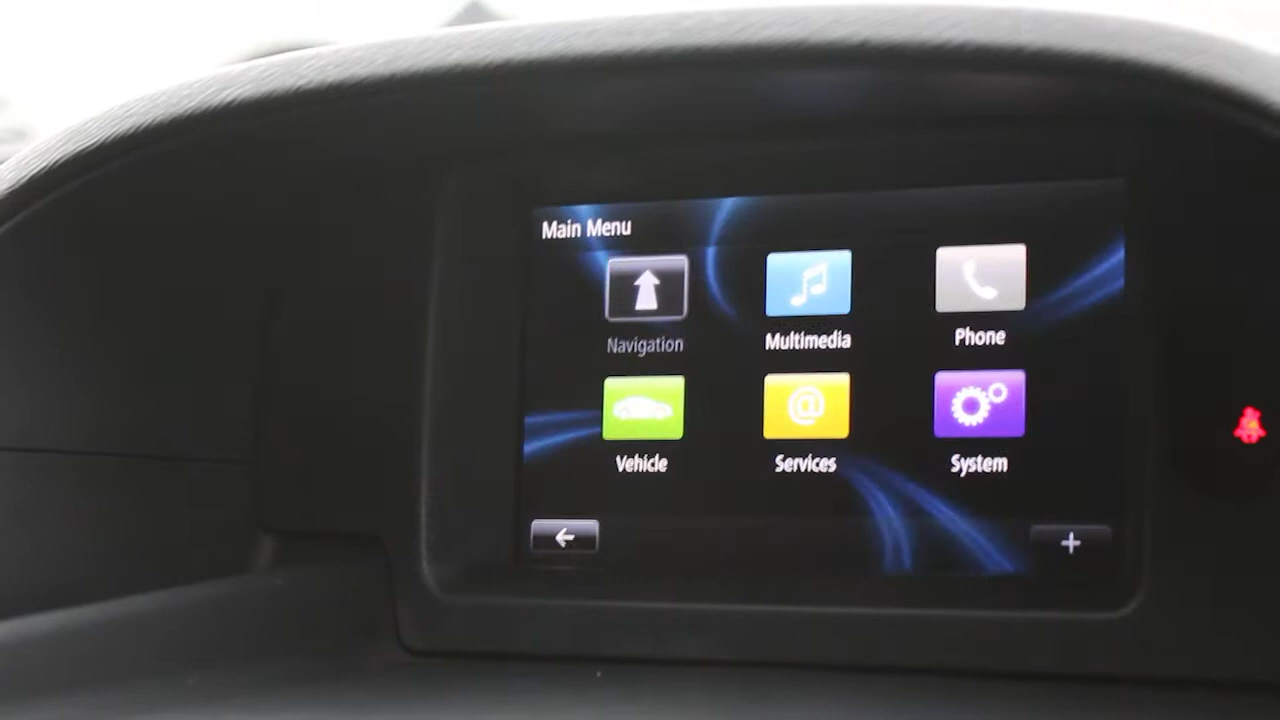 Main Menu
Navigation
Multimedia
Phone
Vehicle
Services
System